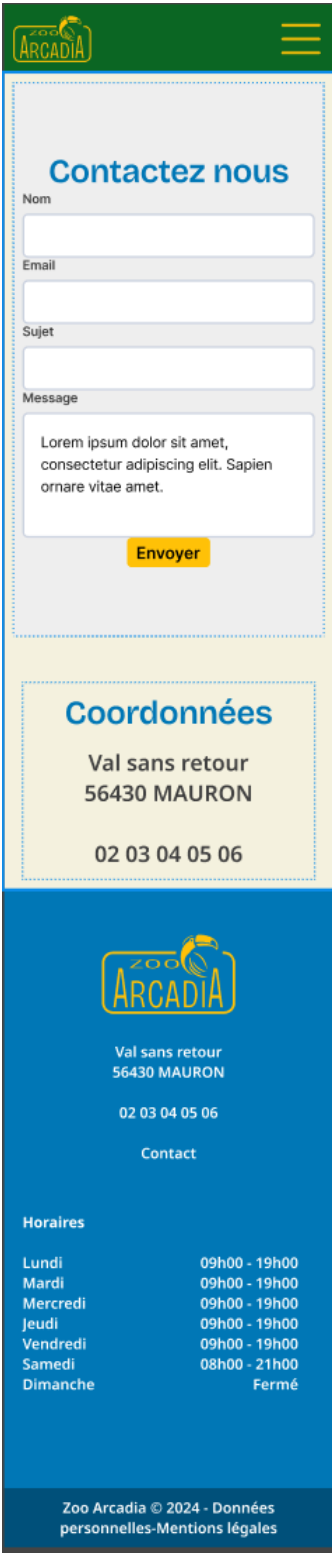 ZOO
ARCADIA
Contactez nous
Nom
Email
Sujet
Message
Lorem ipsum dolor sit amet,
consectetur adipiscing elit. Sapien
ornare vitae amet.
Envoyer
Coordonnées
Val sans retour
56430 MAURON
02 03 04 05 06
ZOO
ARCADIA
Val sans retour
56430 MAURON
02 03 04 05 06
Contact
Horaires
Lundi 09h00 - 19h00
Mardi 09h00 - 19h00
Mercredi 09h00 - 19h00
Jeudi 09h00 - 19h00
Vendredi 09h00 - 19h00
Samedi 08h00 - 21h00
Dimanche Fermé
Zoo Arcadia © 2024 - Données
personnelles-Mentions légales